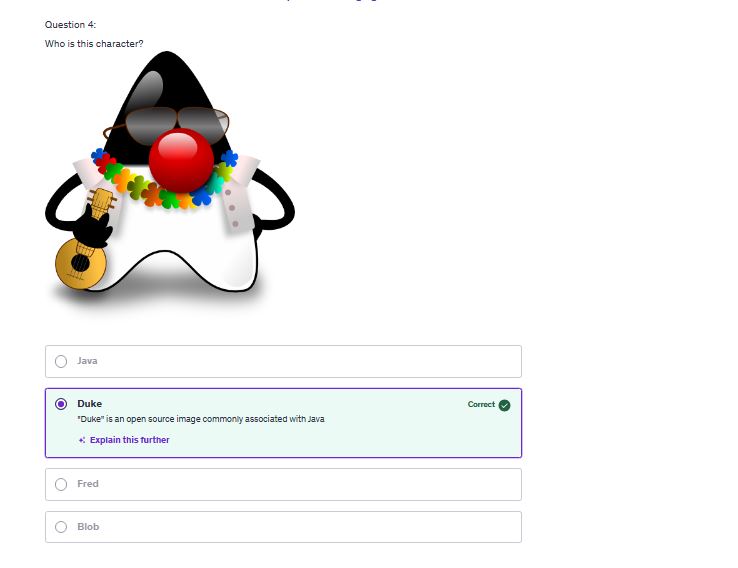 Question 4:
Who is this character?
Java
Duke
Correct
"Duke" is an open source image commonly associated with Java
Explain this further
Fred
Blob